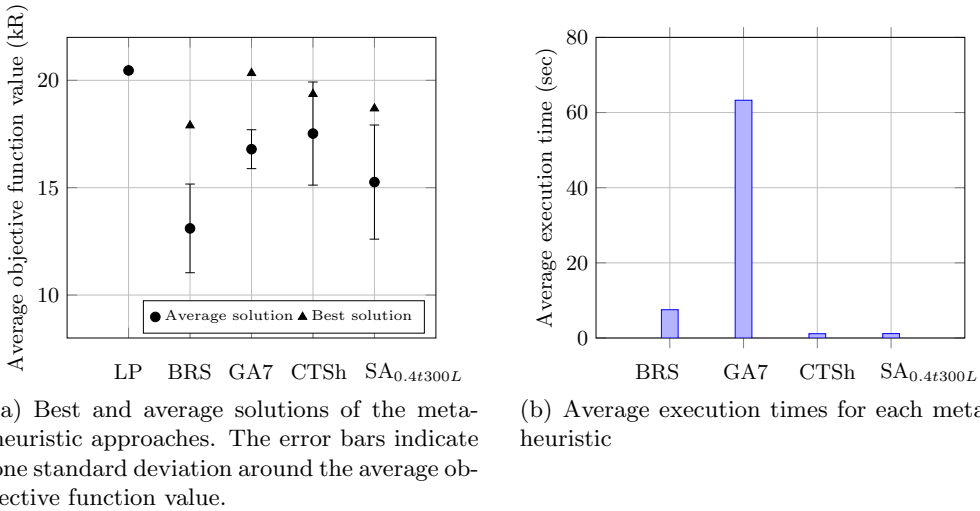 Average objective function value (kR)
20
15
10
Average solution Best solution
LP BRS GA7 CTSh SA0.4t300L
a) Best and average solutions of the meta-
heuristic approaches. The error bars indicate
one standard deviation around the average ob-
jective function value.
Average execution time (sec)
80
60
40
20
0
BRS GA7 CTSh SA0.4t300L
(b) Average execution times for each meta
heuristic